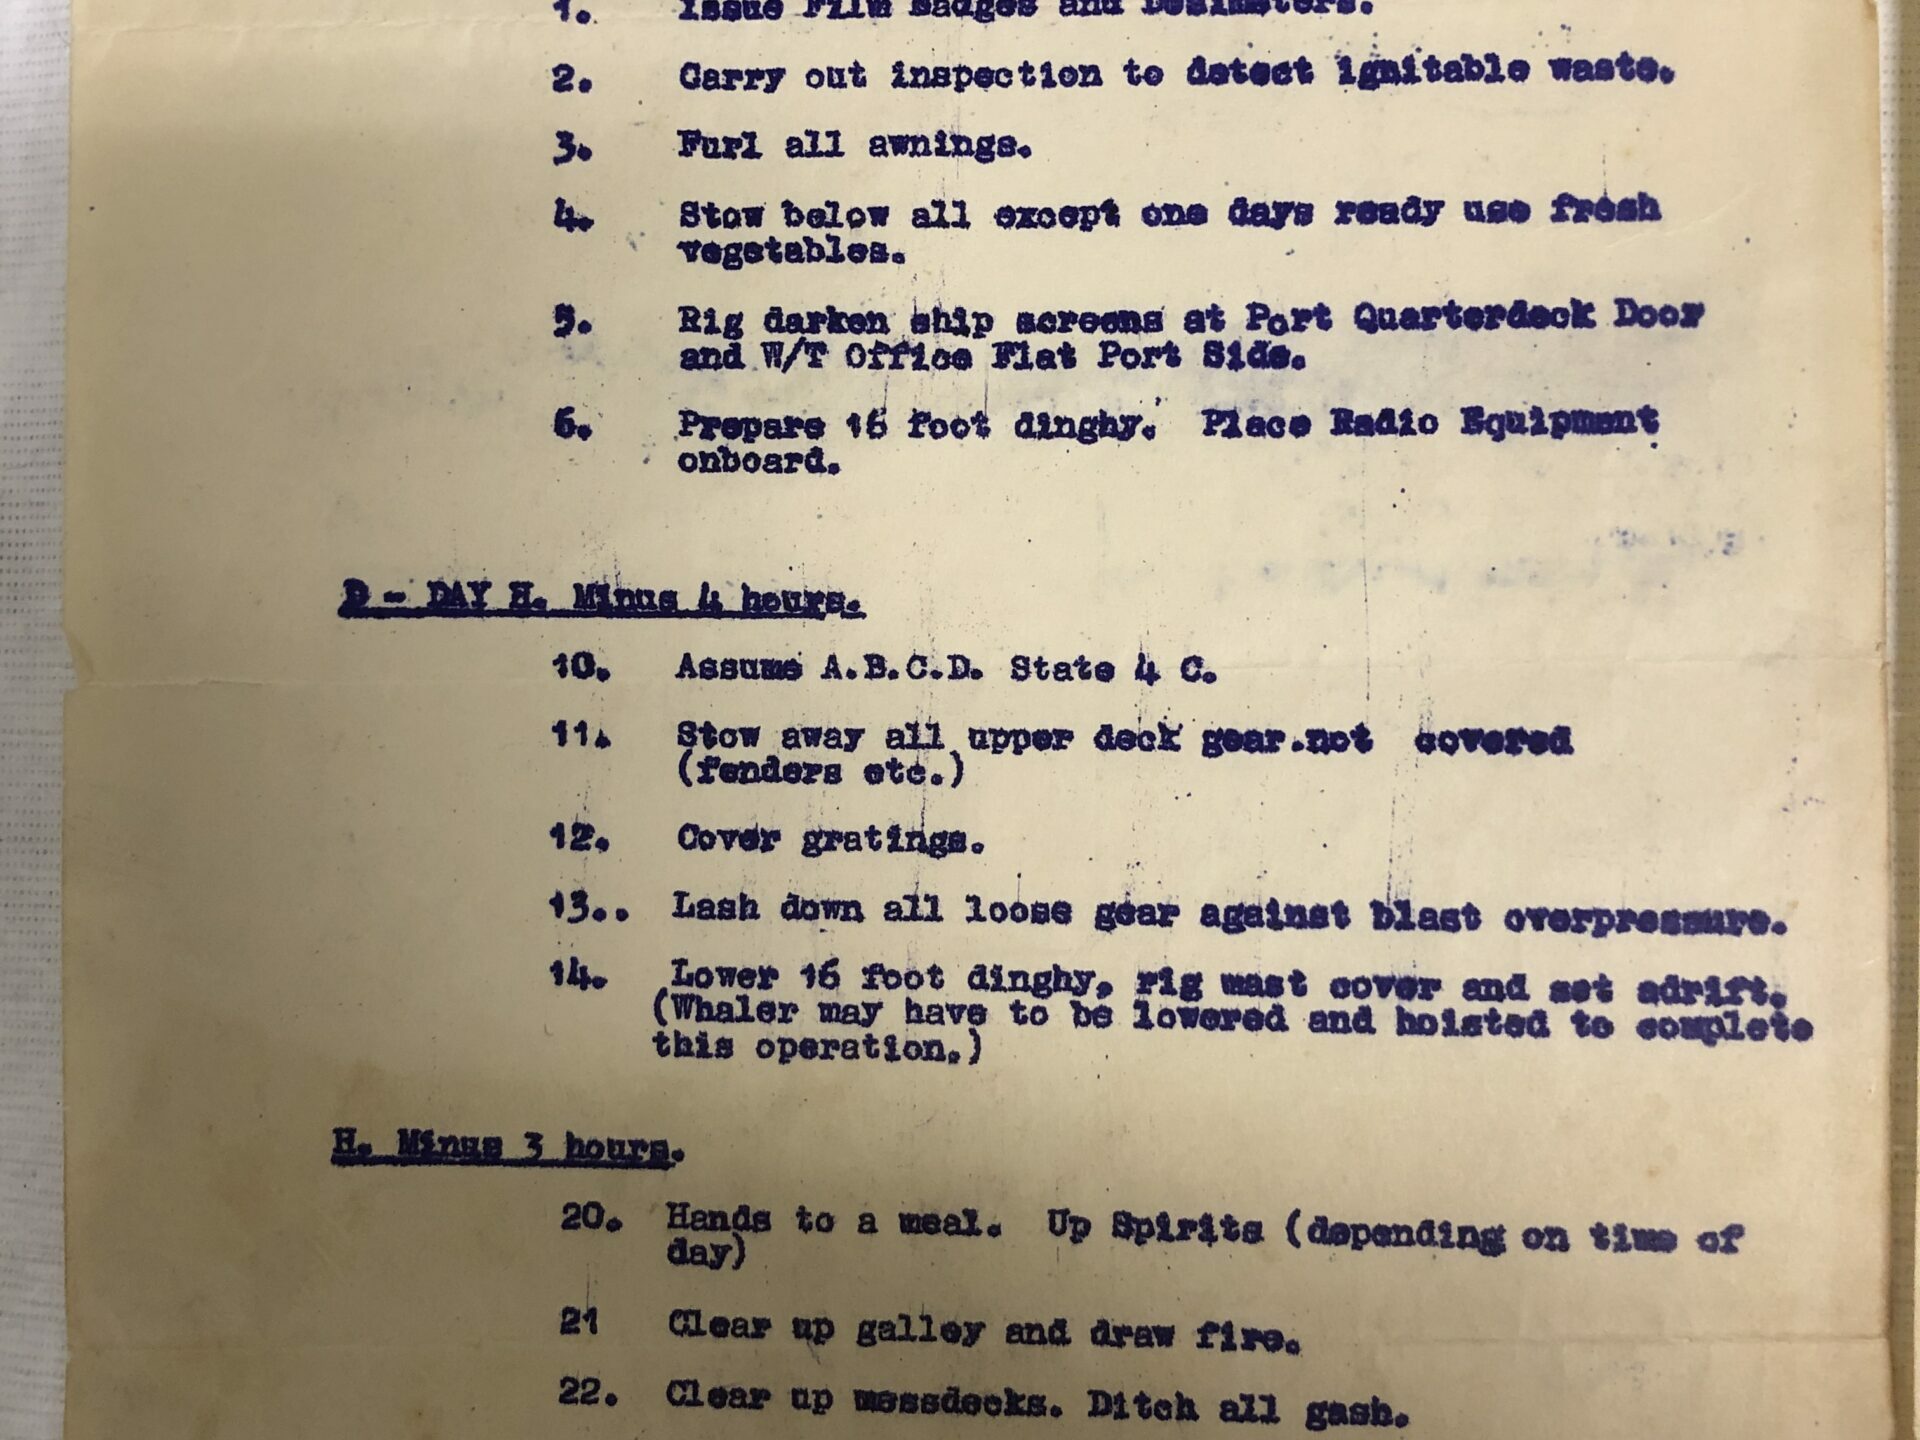 1. Issue Film Badges and Dosimeters.
2. Carry out inspection to detect ignitable waste.
3. Furl all awnings.
4. Stow below all except one days ready use fresh
vegetables.
5. Rig darken ship screens at Port Quarterdeck Door
and W/T Office Flat Port Side.
6. Prepare 16 foot dinghy. Place Radio Equipment
onboard.
D - DAY H. Minus 4 hours.
10. Assume A.B.C.D. State 4 C.
11. Stow away all upper deck gear.not covered
(fenders etc.)
12. Cover gratings.
13.. Lash down all loose gear against blast overpressure.
14. Lower 16 foot dinghy, rig mast cover and set adrift.
(Whaler may have to be lowered and hoisted to complete
this operation.)
H. Minus 3 hours.
20. Hands to a meal. Up Spirits (depending on time of
day)
21 Clear up galley and draw fire.
22. Clear up messdecks. Ditch all gash.